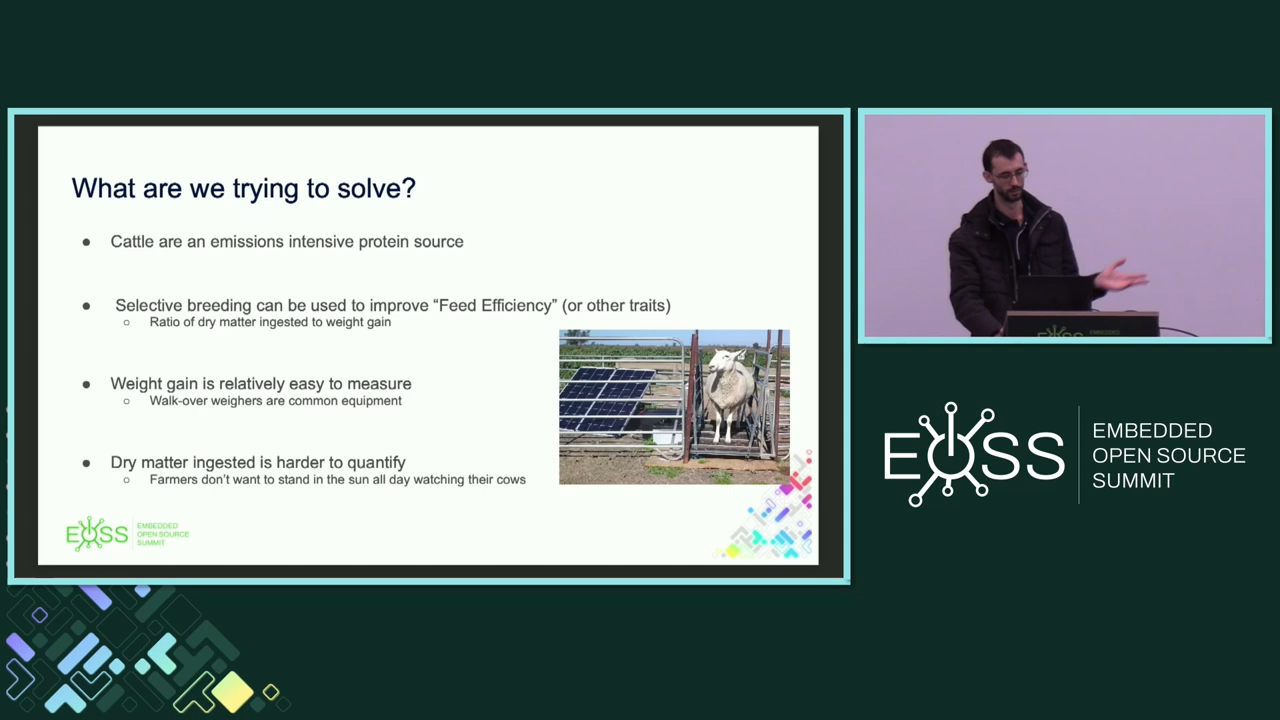 What are we trying to solve?
● Cattle are an emissions intensive protein source
● Selective breeding can be used to improve “Feed Efficiency” (or other traits)
○ Ratio of dry matter ingested to weight gain
● Weight gain is relatively easy to measure
○ Walk-over weighers are common equipment
● Dry matter ingested is harder to quantify
○ Farmers don’t want to stand in the sun all day watching their cows
EOSS
EMBEDDED
OPEN SOURCE
SUMMIT
EOSS
EMBEDDED
OPEN SOURCE
SUMMIT